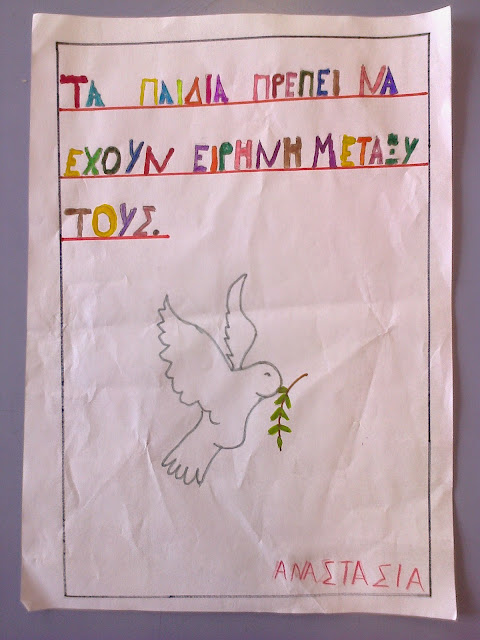 ΤΑ ΠΑΙΔΙΑ ΠΡΕΠΕΙ ΝΑ
ΕΧΟΥΝ ΕΙΡΗΝΗ ΜΕΤΑΞΥ
ΤΟΥΣ.
ΑΝΑΣΤΑΣΙΑ